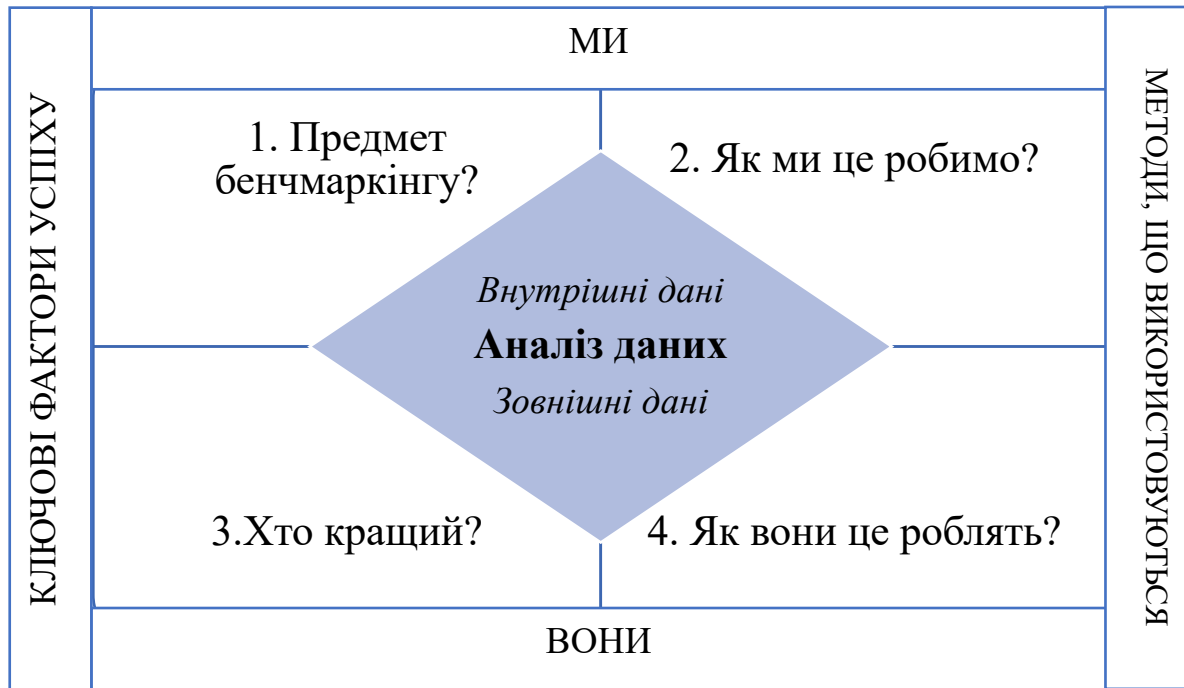 МИ
КЛЮЧОВІ ФАКТОРИ УСПІХУ
1. Предмет
бенчмаркінгу?
2. Як ми це робимо?
Внутрішні дані
Аналіз даних
Зовнішні дані
3.Хто кращий?
4. Як вони це роблять?
МЕТОДИ, ЩО ВИКОРИСТОВУЮТЬСЯ
ВОНИ